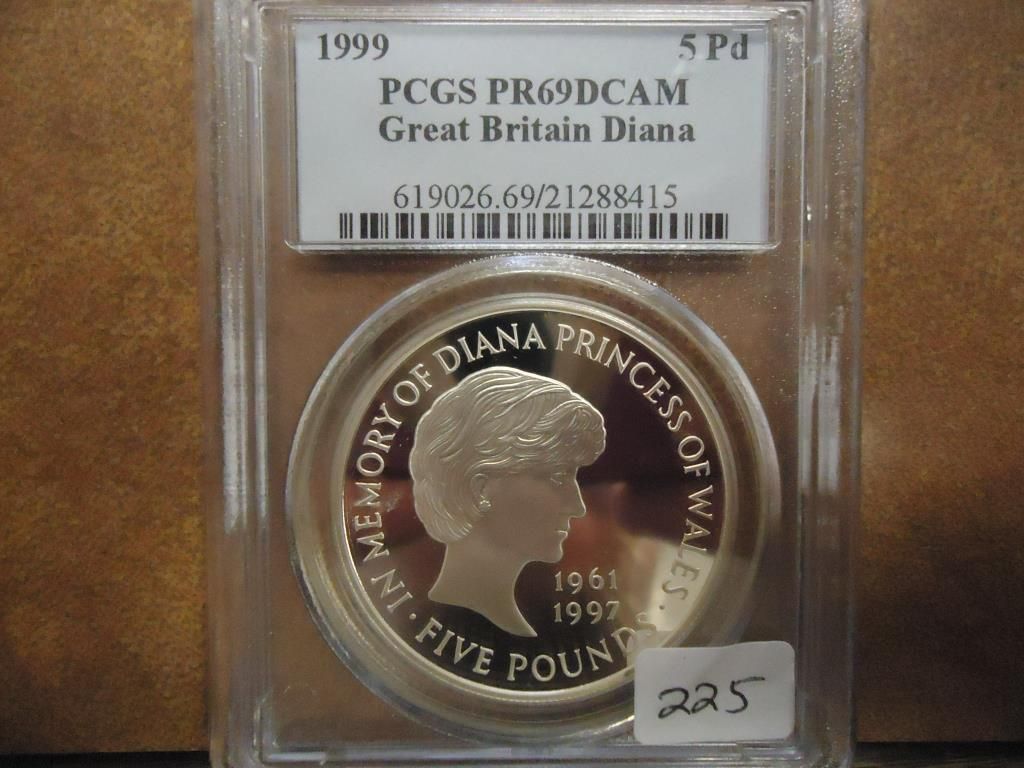 1999 5 Pd
PCGS PR69DCAM
Great Britain Diana
619026.69/21288415
IN MEMORY OF DIANA PRINCESS OF WALES ·
1961
1997
· FIVE POUNDS
225